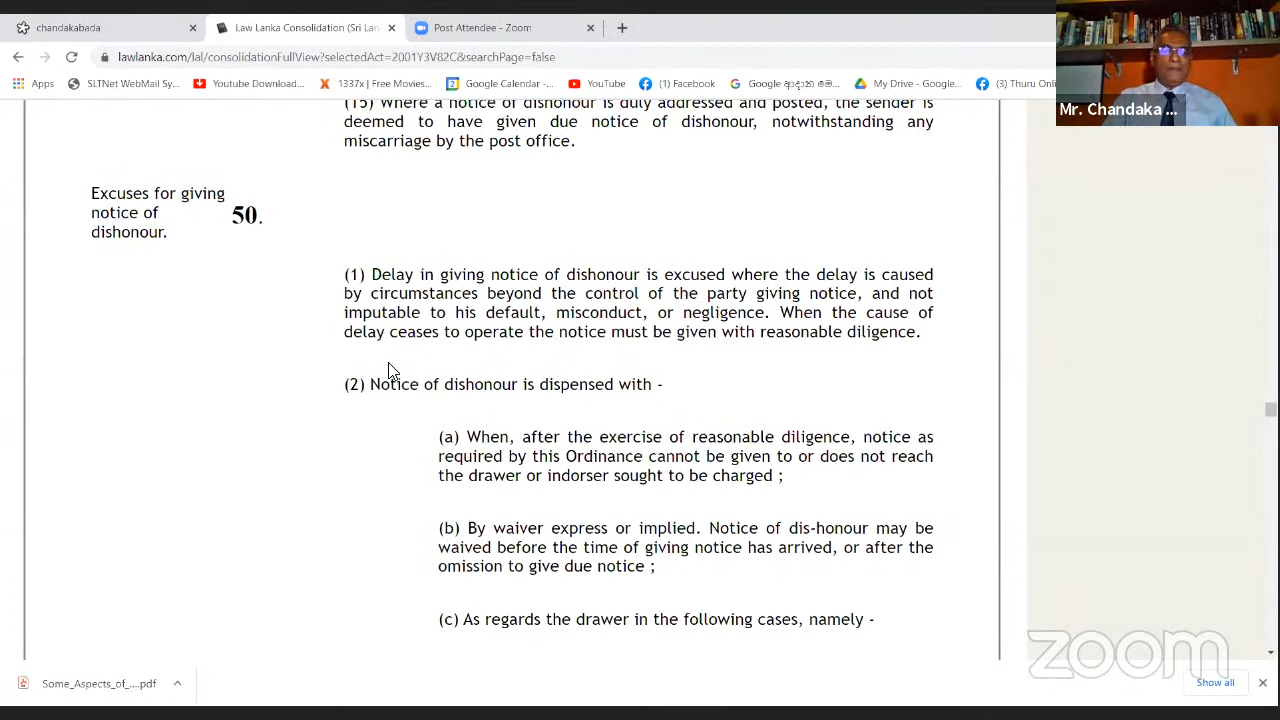 chandakabada
Law Lanka Consolidation (Sri Lan
Post Attendee - Zoom
lawlanka.com/lal/consolidationFullView?selectedAct=2001Y3V82C&searchPage=false
Apps
SLTNet WebMail Sy...
Youtube Download...
1337x | Free Movies...
Google Calendar -...
YouTube
(1) Facebook
My Drive - Google...
(3) Thuru Onli
Mr. Chandaka ...
(15) Where a notice of dishonour is duly addressed and posted, the sender is
deemed to have given due notice of dishonour, notwithstanding any
miscarriage by the post office.
Excuses for giving
notice of
dishonour.
50.
(1) Delay in giving notice of dishonour is excused where the delay is caused
by circumstances beyond the control of the party giving notice, and not
imputable to his default, misconduct, or negligence. When the cause of
delay ceases to operate the notice must be given with reasonable diligence.
(2) Notice of dishonour is dispensed with -
(a) When, after the exercise of reasonable diligence, notice as
required by this Ordinance cannot be given to or does not reach
the drawer or indorser sought to be charged ;
(b) By waiver express or implied. Notice of dis-honour may be
waived before the time of giving notice has arrived, or after the
omission to give due notice ;
(c) As regards the drawer in the following cases, namely -
zoom
Some_Aspects_of_....pdf
Show all